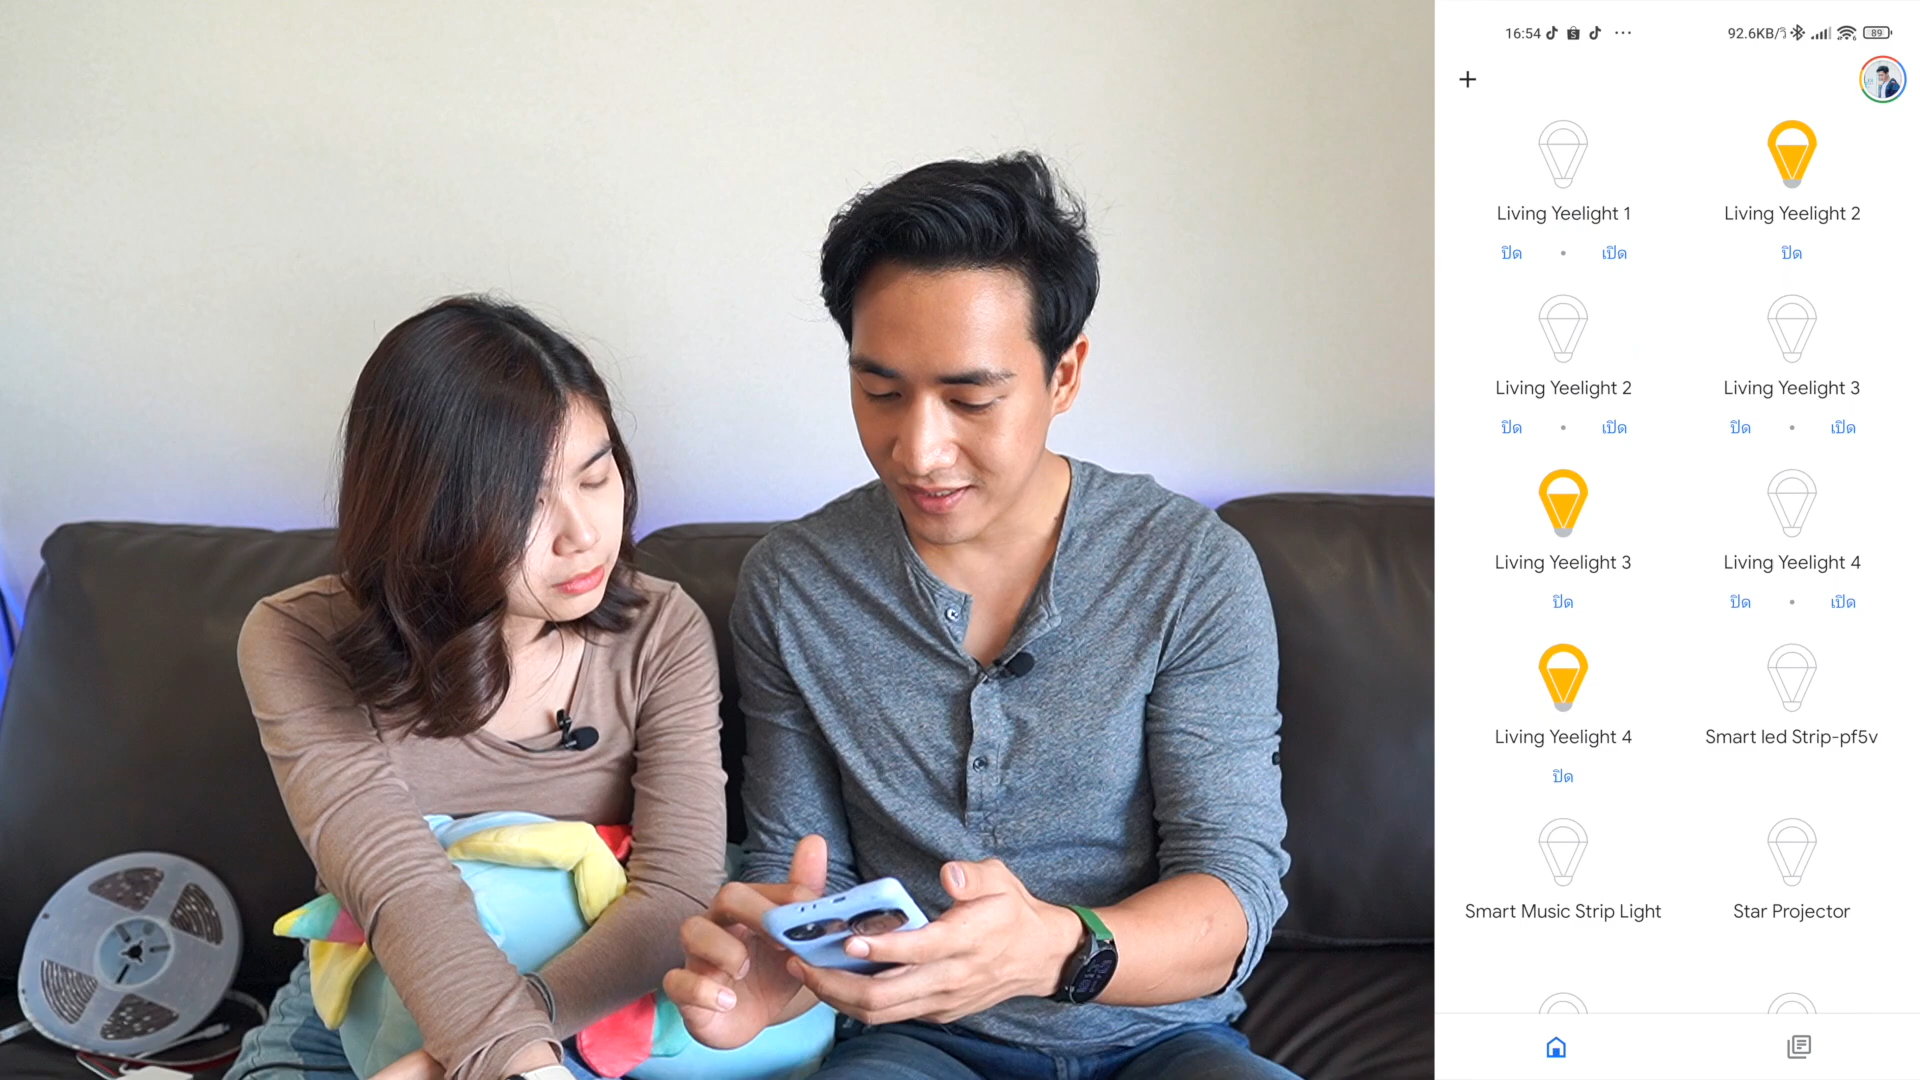 16:54
92.6KB/วิ
89
Living Yeelight 1
Living Yeelight 2
ปิด • เปิด
ปิด
Living Yeelight 2
Living Yeelight 3
ปิด • เปิด
ปิด • เปิด
Living Yeelight 3
Living Yeelight 4
ปิด
ปิด • เปิด
Living Yeelight 4
Smart led Strip-pf5v
ปิด
Smart Music Strip Light
Star Projector